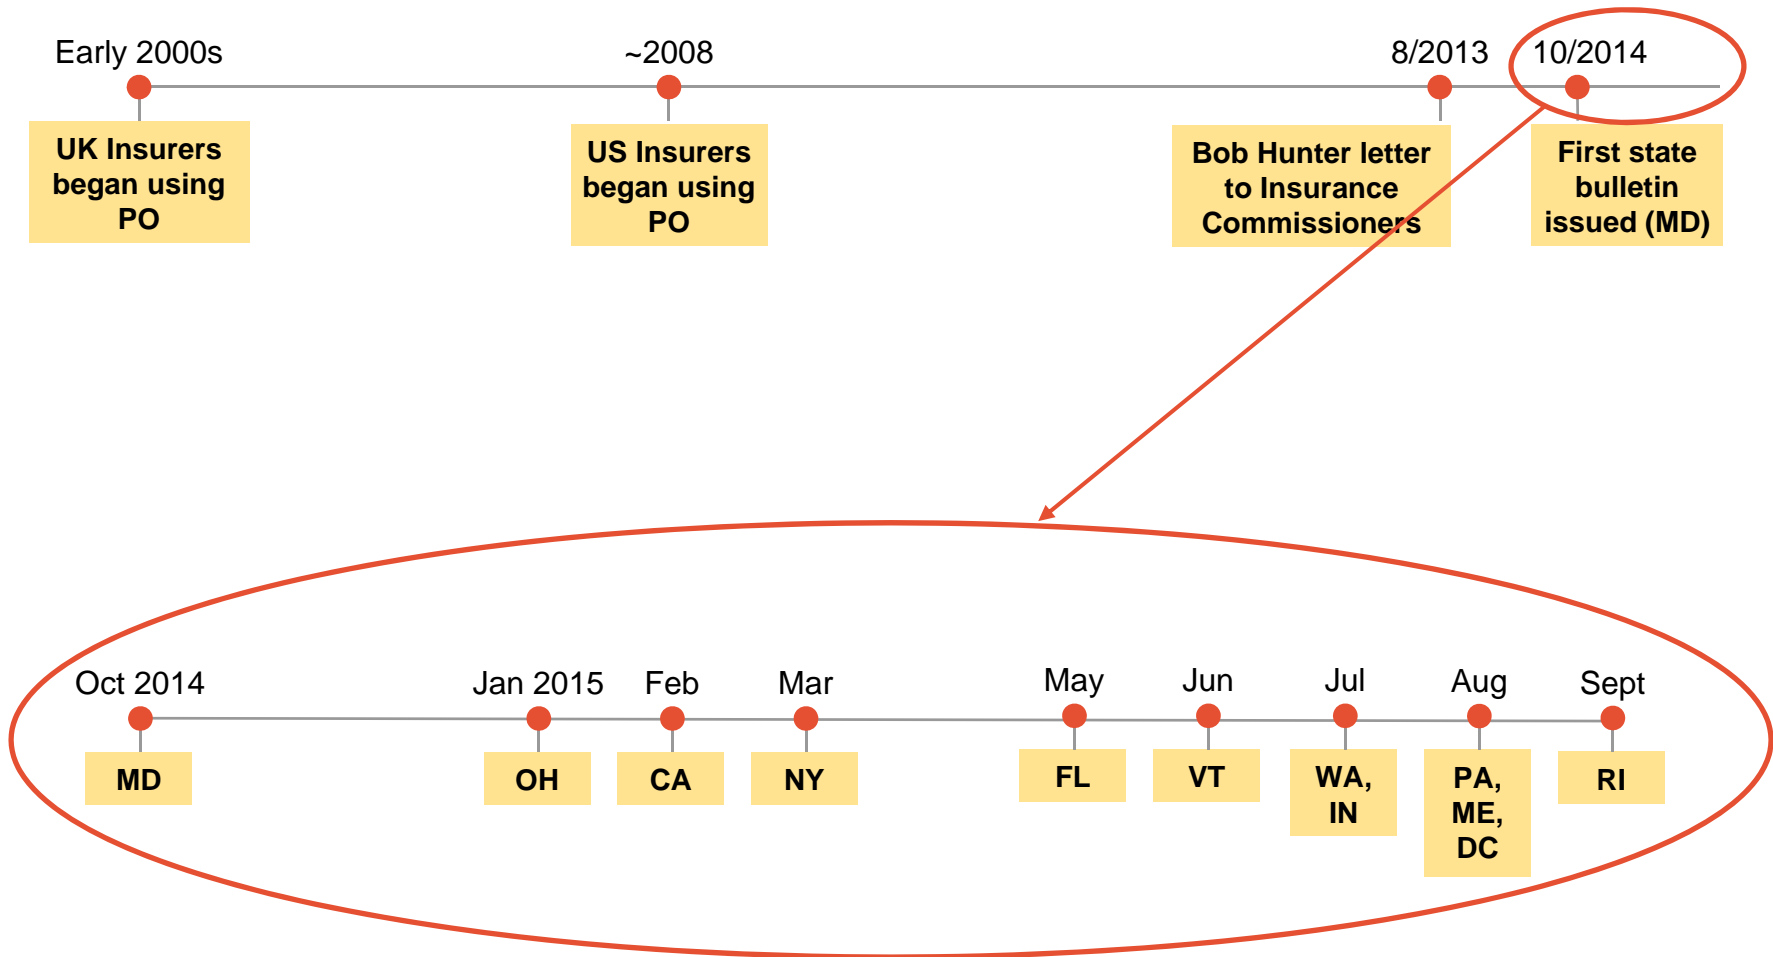 Early 2000s
~2008
8/2013
10/2014
UK Insurers
began using
PO
US Insurers
began using
PO
Bob Hunter letter
to Insurance
Commissioners
First state
bulletin
issued (MD)
Oct 2014
Jan 2015
Feb
Mar
May
Jun
Jul
Aug
Sept
MD
OH
CA
NY
FL
VT
WA,
IN
PA,
ME,
DC
RI